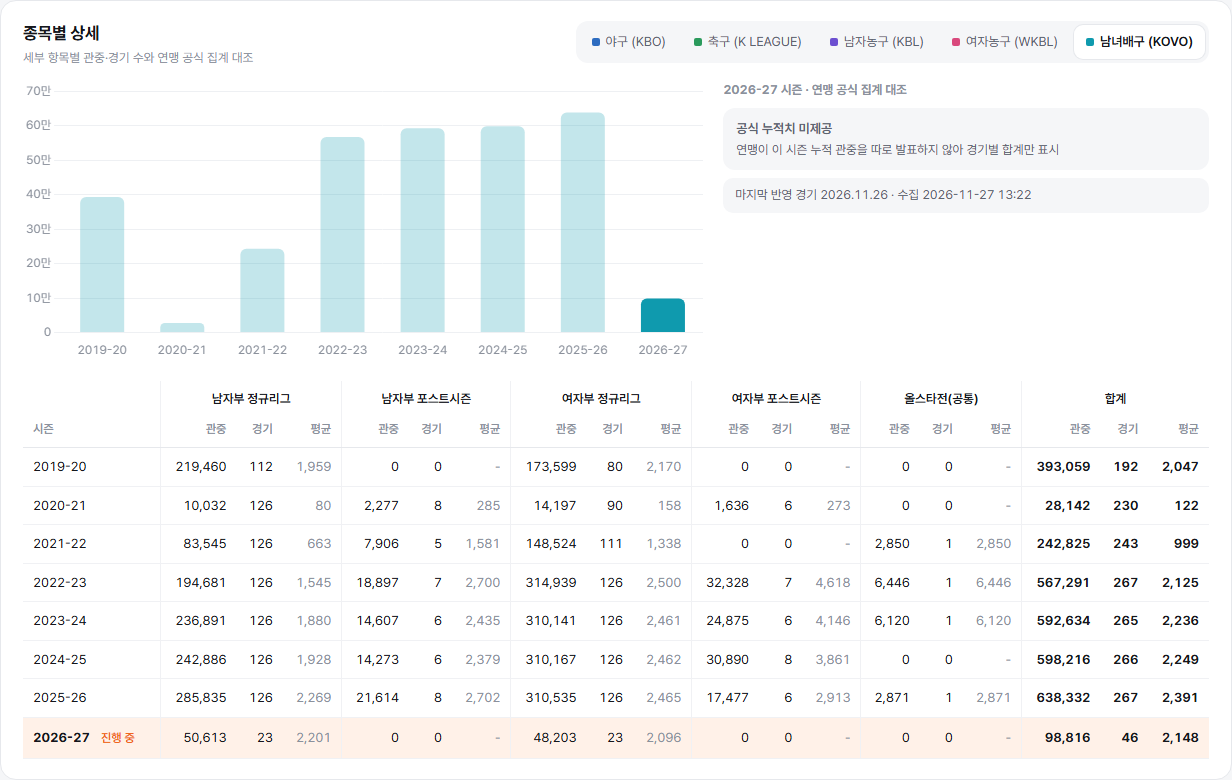 종목별 상세
세부 항목별 관중·경기 수와 연맹 공식 집계 대조
야구 (KBO) 축구 (K LEAGUE) 남자농구 (KBL) 여자농구 (WKBL) 남녀배구 (KOVO)
70만
60만
50만
40만
30만
20만
10만
0
2019-20 2020-21 2021-22 2022-23 2023-24 2024-25 2025-26 2026-27
2026-27 시즌 · 연맹 공식 집계 대조
공식 누적치 미제공
연맹이 이 시즌 누적 관중을 따로 발표하지 않아 경기별 합계만 표시
마지막 반영 경기 2026.11.26 · 수집 2026-11-27 13:22
남자부 정규리그 남자부 포스트시즌 여자부 정규리그 여자부 포스트시즌 올스타전(공통) 합계
시즌 관중 경기 평균 관중 경기 평균 관중 경기 평균 관중 경기 평균 관중 경기 평균 관중 경기 평균
2019-20 219,460 112 1,959 0 0 - 173,599 80 2,170 0 0 - 0 0 - 393,059 192 2,047
2020-21 10,032 126 80 2,277 8 285 14,197 90 158 1,636 6 273 0 0 - 28,142 230 122
2021-22 83,545 126 663 7,906 5 1,581 148,524 111 1,338 0 0 - 2,850 1 2,850 242,825 243 999
2022-23 194,681 126 1,545 18,897 7 2,700 314,939 126 2,500 32,328 7 4,618 6,446 1 6,446 567,291 267 2,125
2023-24 236,891 126 1,880 14,607 6 2,435 310,141 126 2,461 24,875 6 4,146 6,120 1 6,120 592,634 265 2,236
2024-25 242,886 126 1,928 14,273 6 2,379 310,167 126 2,462 30,890 8 3,861 0 0 - 598,216 266 2,249
2025-26 285,835 126 2,269 21,614 8 2,702 310,535 126 2,465 17,477 6 2,913 2,871 1 2,871 638,332 267 2,391
2026-27 진행 중 50,613 23 2,201 0 0 - 48,203 23 2,096 0 0 - 0 0 - 98,816 46 2,148